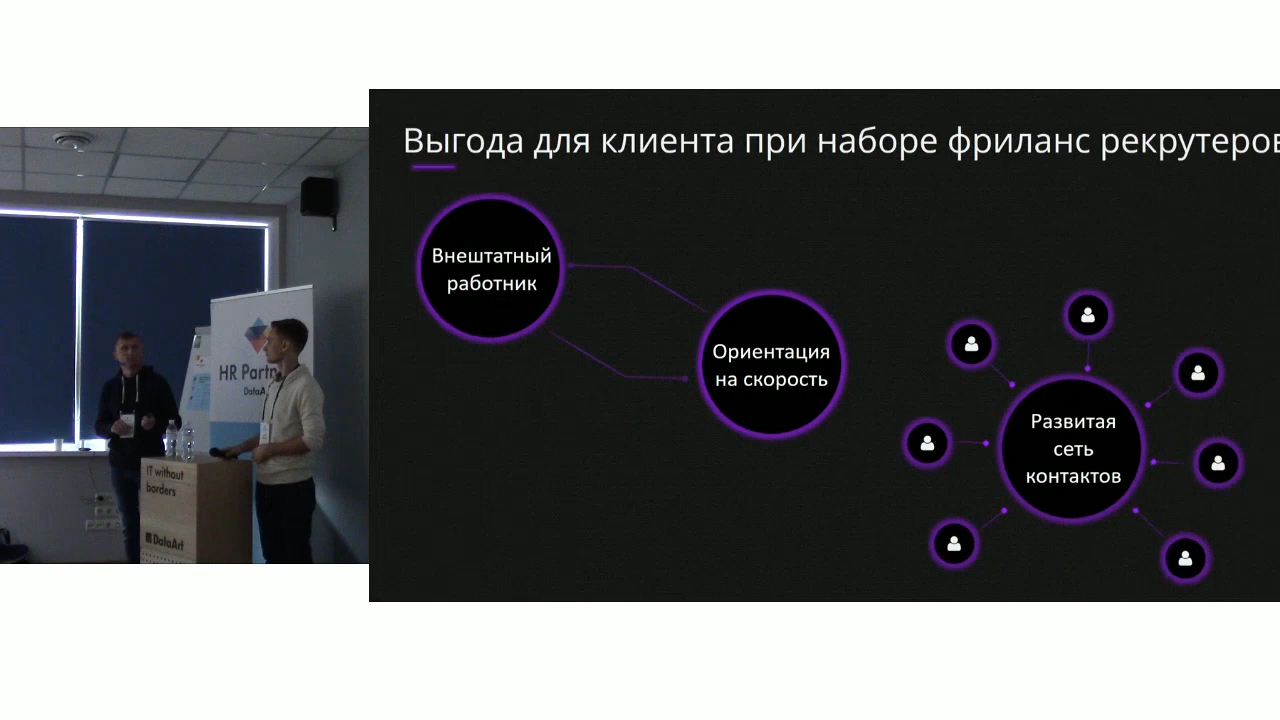 Выгода для клиента при наборе фриланс рекрутеров
Внештатный
работник
Ориентация
на скорость
Развитая
сеть
контактов
HR Partn
DataA
IT without
borders
DataArt